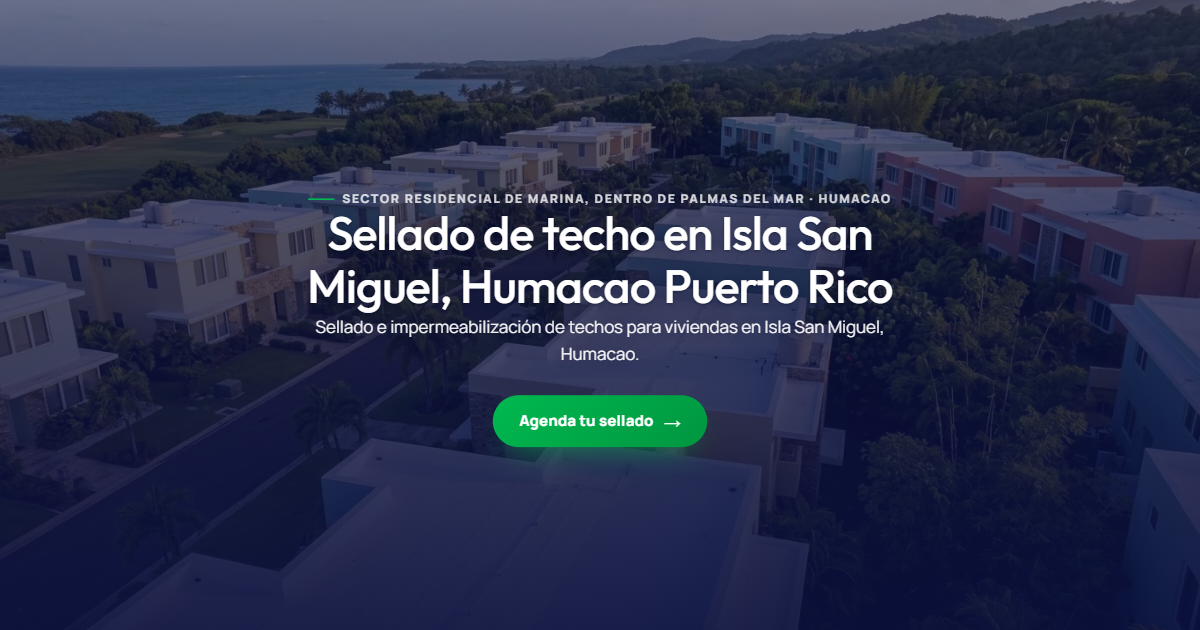 SECTOR RESIDENCIAL DE MARINA, DENTRO DE PALMAS DEL MAR · HUMACAO
Sellado de techo en Isla San
Miguel, Humacao Puerto Rico
Sellado e impermeabilización de techos para viviendas en Isla San Miguel,
Humacao.
Agenda tu sellado →